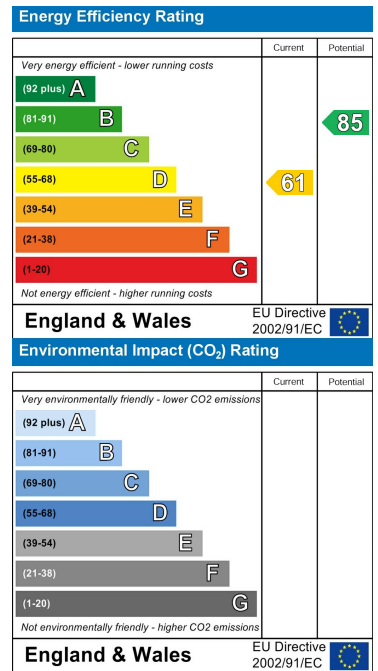 Energy Efficiency Rating
Current Potential
Very energy efficient - lower running costs
(92 plus) A
(81-91) B
85
(69-80) C
(55-68) D
61
(39-54) E
(21-38) F
(1-20) G
Not energy efficient - higher running costs
England & Wales
EU Directive
2002/91/EC
Environmental Impact (CO₂) Rating
Current Potential
Very environmentally friendly - lower CO2 emissions
(92 plus) A
(81-91) B
(69-80) C
(55-68) D
(39-54) E
(21-38) F
(1-20) G
Not environmentally friendly - higher CO2 emissions
England & Wales
EU Directive
2002/91/EC